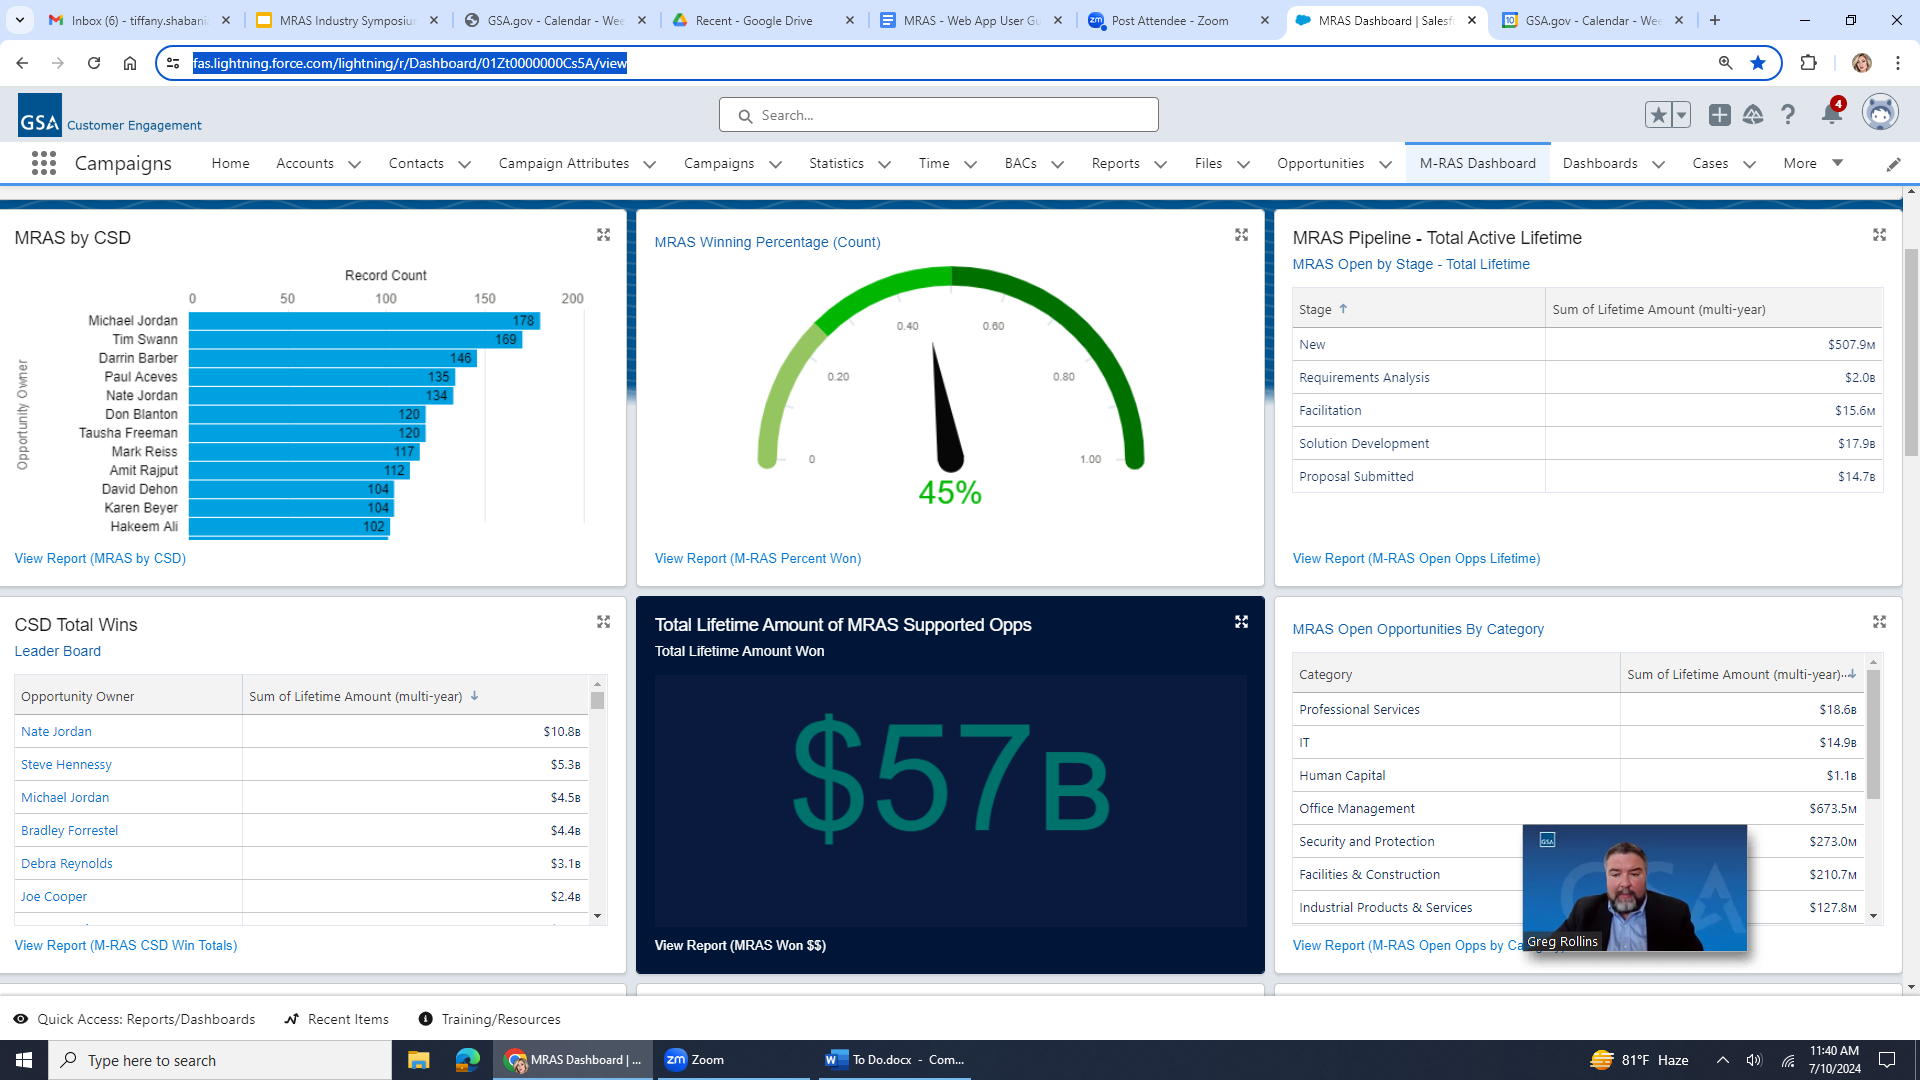 Inbox (6) - tiffany.shabani
MRAS Industry Symposiu
GSA.gov - Calendar - Wee
Recent - Google Drive
MRAS - Web App User Gu
Post Attendee - Zoom
MRAS Dashboard | Salesf
GSA.gov - Calendar - Wee
fas.lightning.force.com/lightning/r/Dashboard/01Zt0000000Cs5A/view
GSA Customer Engagement
Search...
4
Campaigns
Home
Accounts
Contacts
Campaign Attributes
Campaigns
Statistics
Time
BACs
Reports
Files
Opportunities
M-RAS Dashboard
Dashboards
Cases
More
MRAS by CSD
Record Count
0 50 100 150 200
Opportunity Owner
Michael Jordan 178
Tim Swann 169
Darrin Barber 146
Paul Aceves 135
Nate Jordan 134
Don Blanton 120
Tausha Freeman 120
Mark Reiss 117
Amit Rajput 112
David Dehon 104
Karen Beyer 104
Hakeem Ali 102
View Report (MRAS by CSD)
MRAS Winning Percentage (Count)
0
0.20
0.40
0.60
0.80
1.00
45%
View Report (M-RAS Percent Won)
MRAS Pipeline - Total Active Lifetime
MRAS Open by Stage - Total Lifetime
Stage Sum of Lifetime Amount (multi-year)
New $507.9M
Requirements Analysis $2.0B
Facilitation $15.6M
Solution Development $17.9B
Proposal Submitted $14.7B
View Report (M-RAS Open Opps Lifetime)
CSD Total Wins
Leader Board
Opportunity Owner Sum of Lifetime Amount (multi-year)
Nate Jordan $10.8B
Steve Hennessy $5.3B
Michael Jordan $4.5B
Bradley Forrestel $4.4B
Debra Reynolds $3.1B
Joe Cooper $2.4B
View Report (M-RAS CSD Win Totals)
Total Lifetime Amount of MRAS Supported Opps
Total Lifetime Amount Won
$57B
View Report (MRAS Won $$)
MRAS Open Opportunities By Category
Category Sum of Lifetime Amount (multi-year)...
Professional Services $18.6B
IT $14.9B
Human Capital $1.1B
Office Management $673.5M
Security and Protection $273.0M
Facilities & Construction $210.7M
Industrial Products & Services $127.8M
View Report (M-RAS Open Opps by Ca
GSA
Greg Rollins
Quick Access: Reports/Dashboards
Recent Items
Training/Resources
Type here to search
MRAS Dashboard | ...
zm Zoom
To Do.docx - Com...
81°F Haze
11:40 AM
7/10/2024